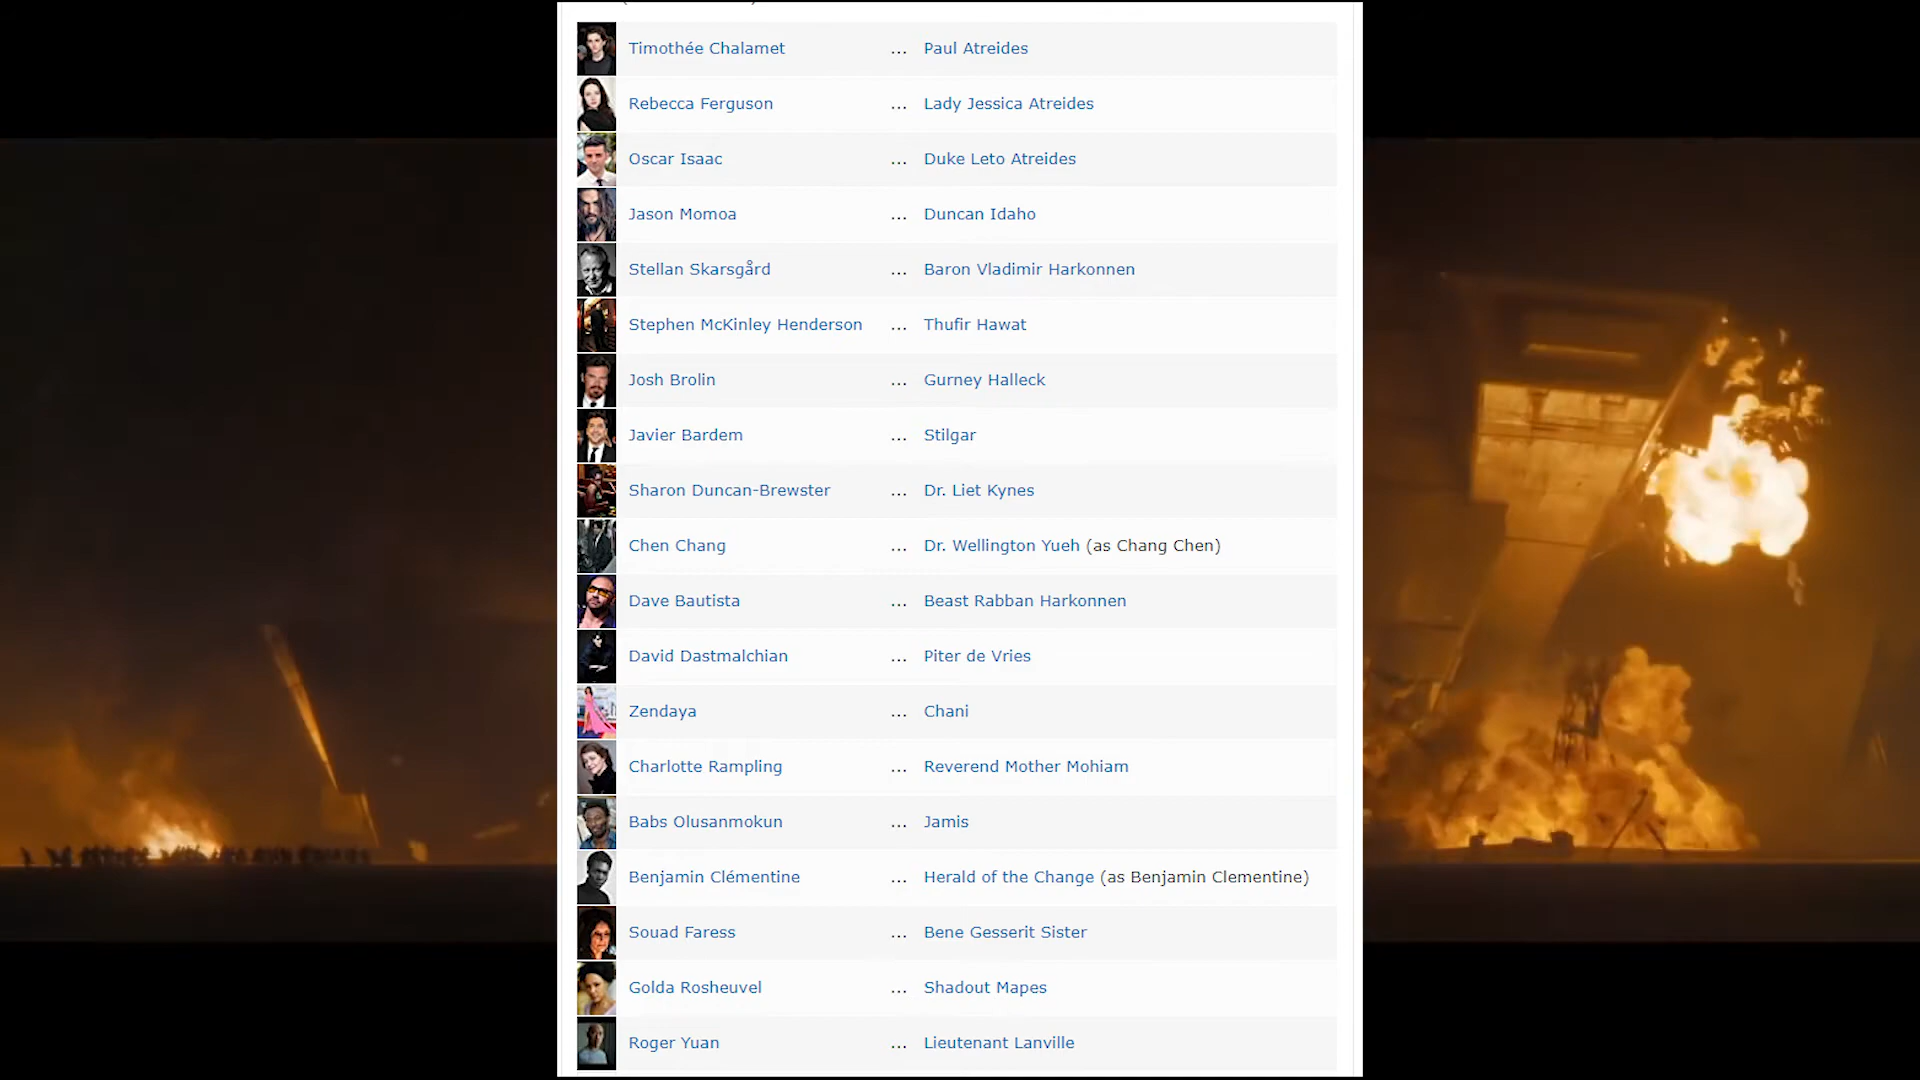 Timothée Chalamet ... Paul Atreides
Rebecca Ferguson ... Lady Jessica Atreides
Oscar Isaac ... Duke Leto Atreides
Jason Momoa ... Duncan Idaho
Stellan Skarsgård ... Baron Vladimir Harkonnen
Stephen McKinley Henderson ... Thufir Hawat
Josh Brolin ... Gurney Halleck
Javier Bardem ... Stilgar
Sharon Duncan-Brewster ... Dr. Liet Kynes
Chen Chang ... Dr. Wellington Yueh (as Chang Chen)
Dave Bautista ... Beast Rabban Harkonnen
David Dastmalchian ... Piter de Vries
Zendaya ... Chani
Charlotte Rampling ... Reverend Mother Mohiam
Babs Olusanmokun ... Jamis
Benjamin Clémentine ... Herald of the Change (as Benjamin Clementine)
Souad Faress ... Bene Gesserit Sister
Golda Rosheuvel ... Shadout Mapes
Roger Yuan ... Lieutenant Lanville